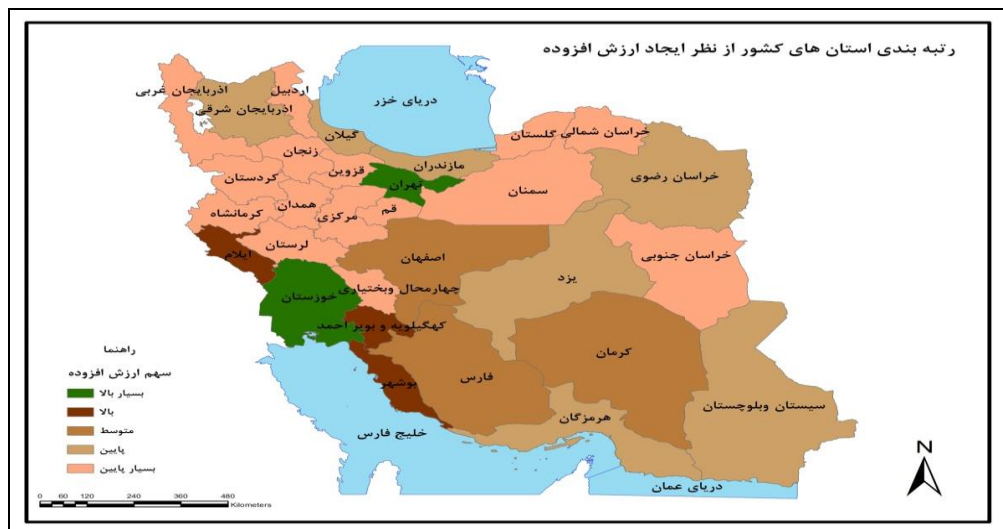 رتبه بندی استان های کشور از نظر ایجاد ارزش افزوده
اذربایجان غربی
اردبیل
اذربایجان شرقی
دریای خزر
گیلان
گلستان
خراسان شمالی
زنجان
مازندران
قزوین
تهران
خراسان رضوی
کردستان
سمنان
همدان
قم
کرمانشاه
مرکزی
لرستان
ایلام
اصفهان
خراسان جنوبی
یزد
چهارمحال وبختیاری
خوزستان
کهگیلویه و بویر احمد
کرمان
فارس
بوشهر
سیستان وبلوچستان
هرمزگان
خلیج فارس
دریای عمان
راهنما
سهم ارزش افزوده
بسیار بالا
بالا
متوسط
پایین
بسیار پایین
N
0 60 120 240 360 480
Kilometers